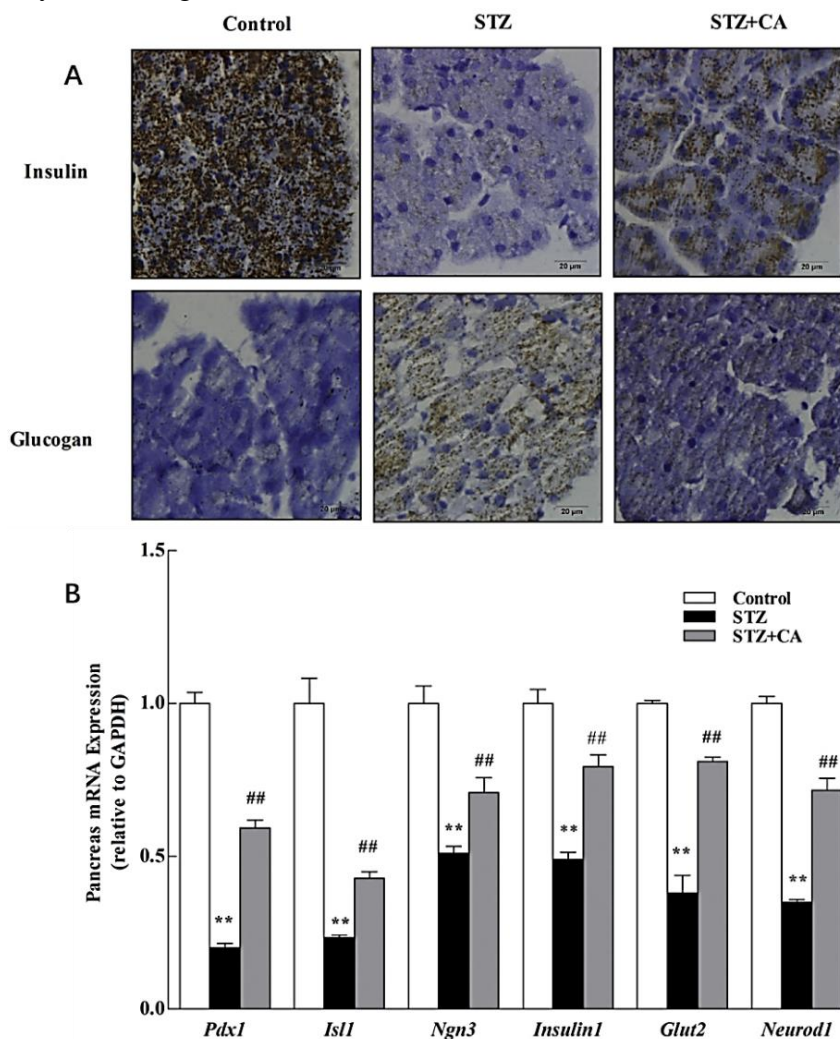 Control STZ STZ+CA
A
Insulin
20 µm
20 µm
Glucogan
20 µm
20 µm
20 µm
B
Control
STZ
STZ+CA
Pancreas mRNA Expression
(relative to GAPDH)
1.5
1.0
0.5
0.0
** ## ** ## ** ## ** ## ** ## ** ##
Pdx1 Isl1 Ngn3 Insulin1 Glut2 Neurod1